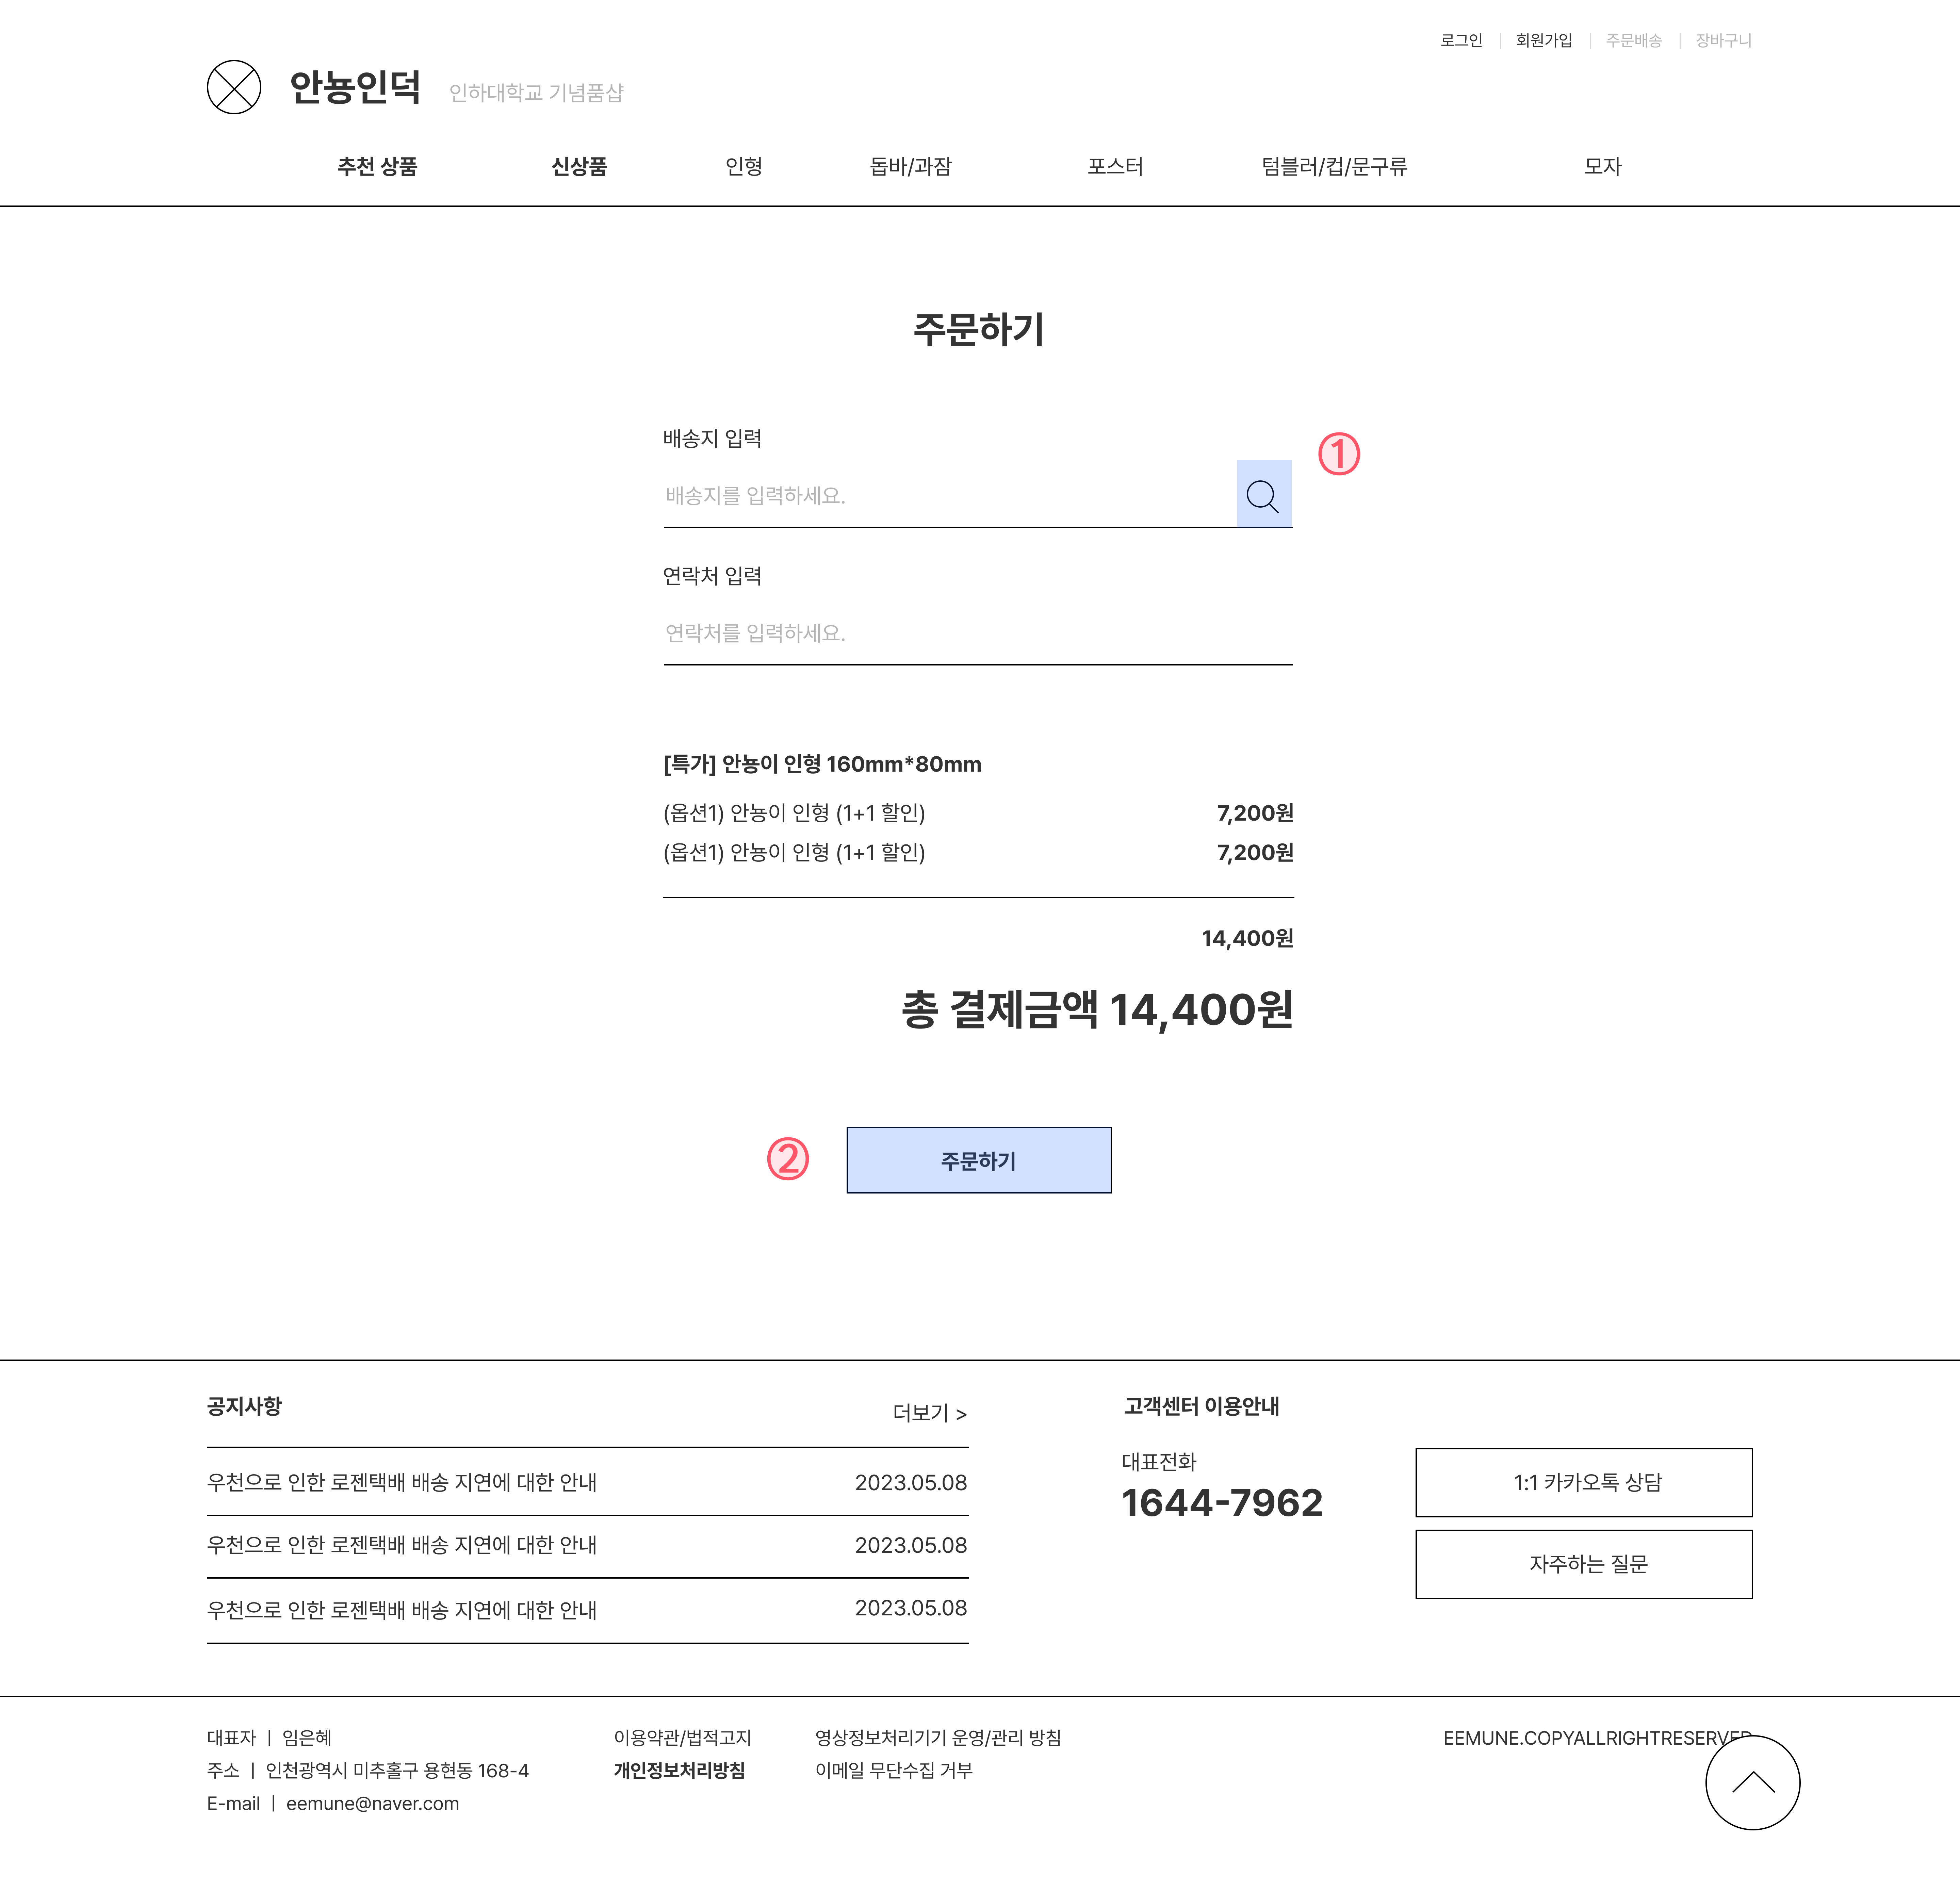 로그인 | 회원가입 | 주문배송 | 장바구니
안뇽인덕 인하대학교 기념품샵
추천 상품 신상품 인형 돕바/과잠 포스터 텀블러/컵/문구류 모자
주문하기
배송지 입력
①
배송지를 입력하세요.
연락처 입력
연락처를 입력하세요.
[특가] 안뇽이 인형 160mm*80mm
(옵션1) 안뇽이 인형 (1+1 할인) 7,200원
(옵션1) 안뇽이 인형 (1+1 할인) 7,200원
14,400원
총 결제금액 14,400원
② 주문하기
공지사항 더보기 >
우천으로 인한 로젠택배 배송 지연에 대한 안내 2023.05.08
우천으로 인한 로젠택배 배송 지연에 대한 안내 2023.05.08
우천으로 인한 로젠택배 배송 지연에 대한 안내 2023.05.08
고객센터 이용안내
대표전화
1644-7962
1:1 카카오톡 상담
자주하는 질문
대표자 | 임은혜
주소 | 인천광역시 미추홀구 용현동 168-4
E-mail | eemune@naver.com
이용약관/법적고지
개인정보처리방침
영상정보처리기기 운영/관리 방침
이메일 무단수집 거부
EEMUNE.COPYALLRIGHTRESERVED